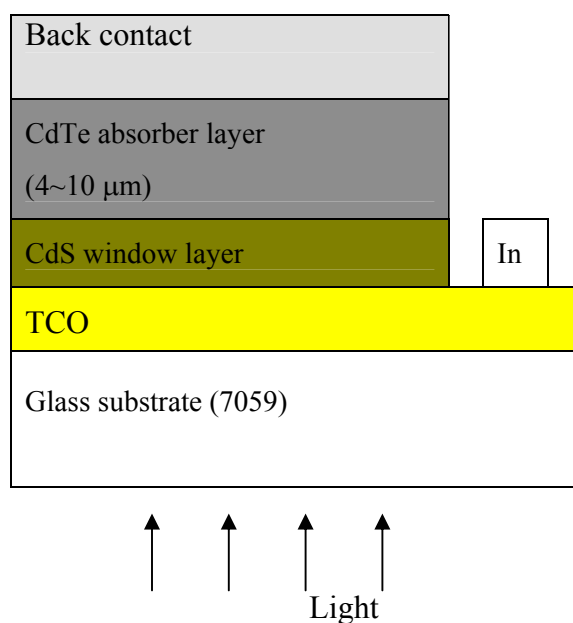 Back contact
CdTe absorber layer
(4~10 μm)
CdS window layer
In
TCO
Glass substrate (7059)
Light